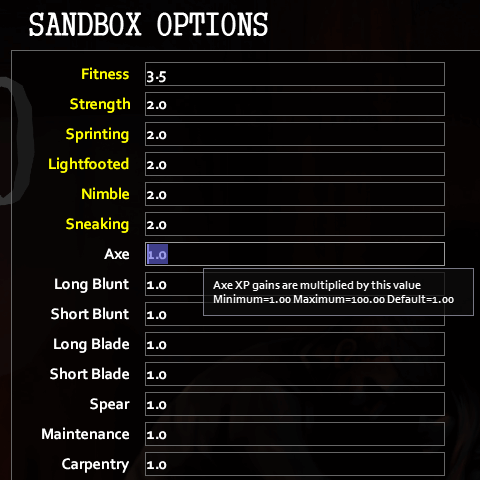 SANDBOX OPTIONS
Fitness 3.5
Strength 2.0
Sprinting 2.0
Lightfooted 2.0
Nimble 2.0
Sneaking 2.0
Axe 1.0
Axe XP gains are multiplied by this value
Minimum=1.00 Maximum=100.00 Default=1.00
Long Blunt 1.0
Short Blunt 1.0
Long Blade 1.0
Short Blade 1.0
Spear 1.0
Maintenance 1.0
Carpentry 1.0